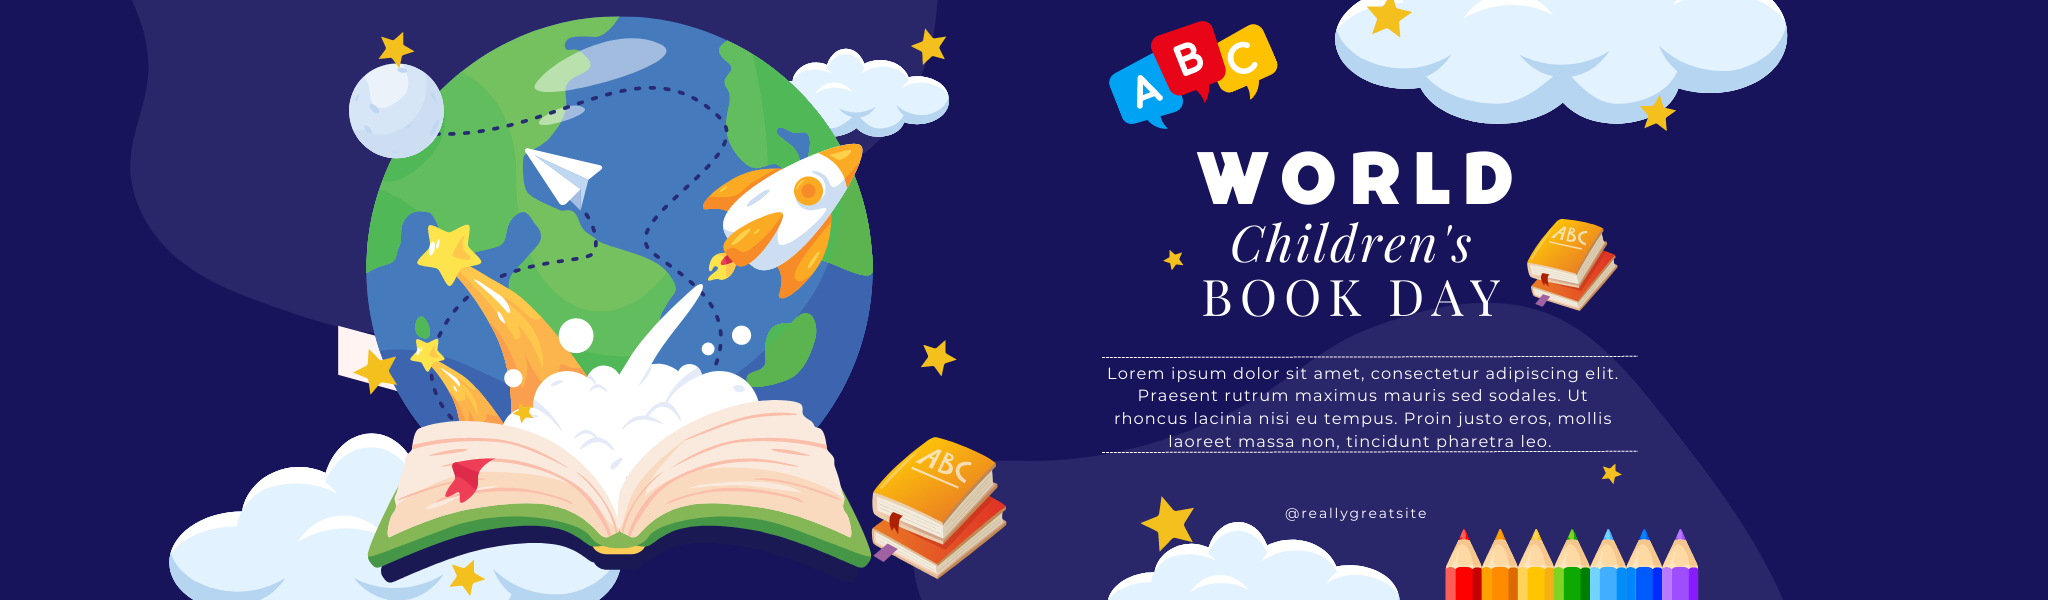 A B C
WORLD
Children's
BOOK DAY
ABC
Lorem ipsum dolor sit amet, consectetur adipiscing elit.
Praesent rutrum maximus mauris sed sodales. Ut
rhoncus lacinia nisi eu tempus. Proin justo eros, mollis
laoreet massa non, tincidunt pharetra leo.
ABC
@reallygreatsite